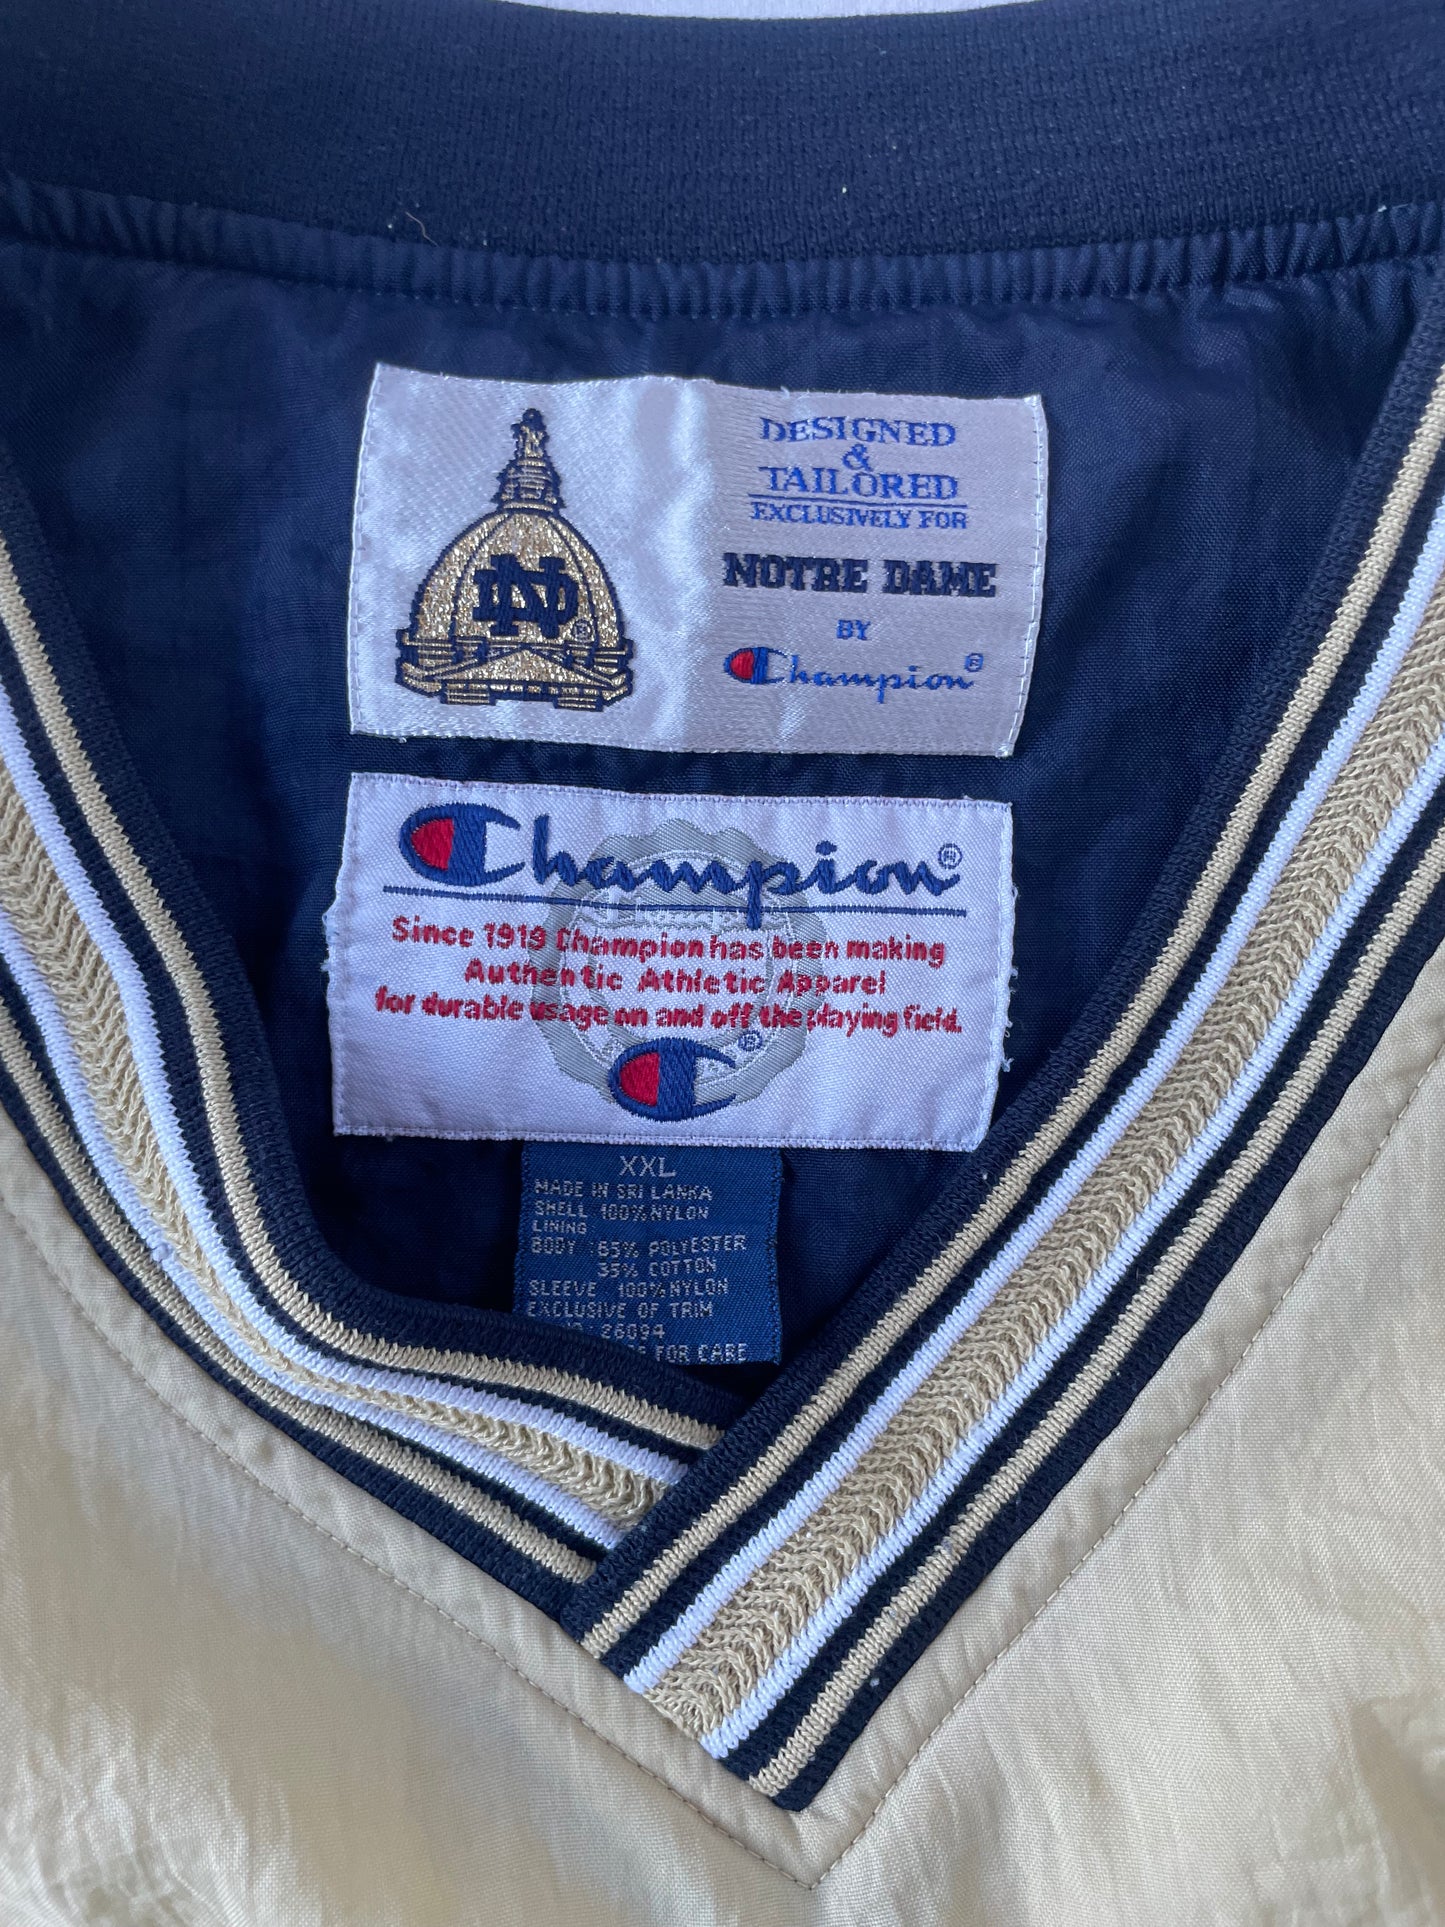 ND ®
DESIGNED
&
TAILORED
EXCLUSIVELY FOR
NOTRE DAME
BY
Champion®
Champion®
Since 1919 Champion has been making
Authentic Athletic Apparel
for durable usage on and off the playing field.
®
XXL
MADE IN SRI LANKA
SHELL 100% NYLON
LINING
BODY 65% POLYESTER
35% COTTON
SLEEVE 100% NYLON
EXCLUSIVE OF TRIM
26094
FOR CARE